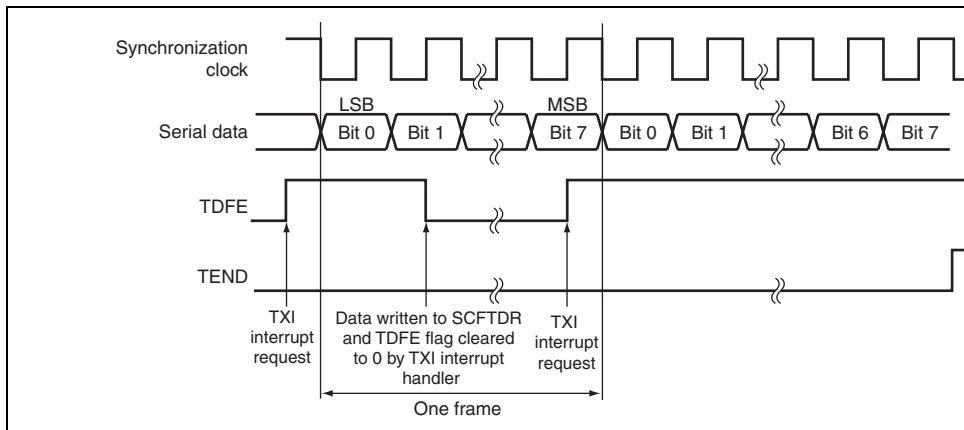 Synchronization
clock
LSB
MSB
Serial data
Bit 0
Bit 1
Bit 7
Bit 0
Bit 1
Bit 6
Bit 7
TDFE
TEND
TXI
interrupt
request
Data written to SCFTDR
and TDFE flag cleared
to 0 by TXI interrupt
handler
TXI
interrupt
request
One frame